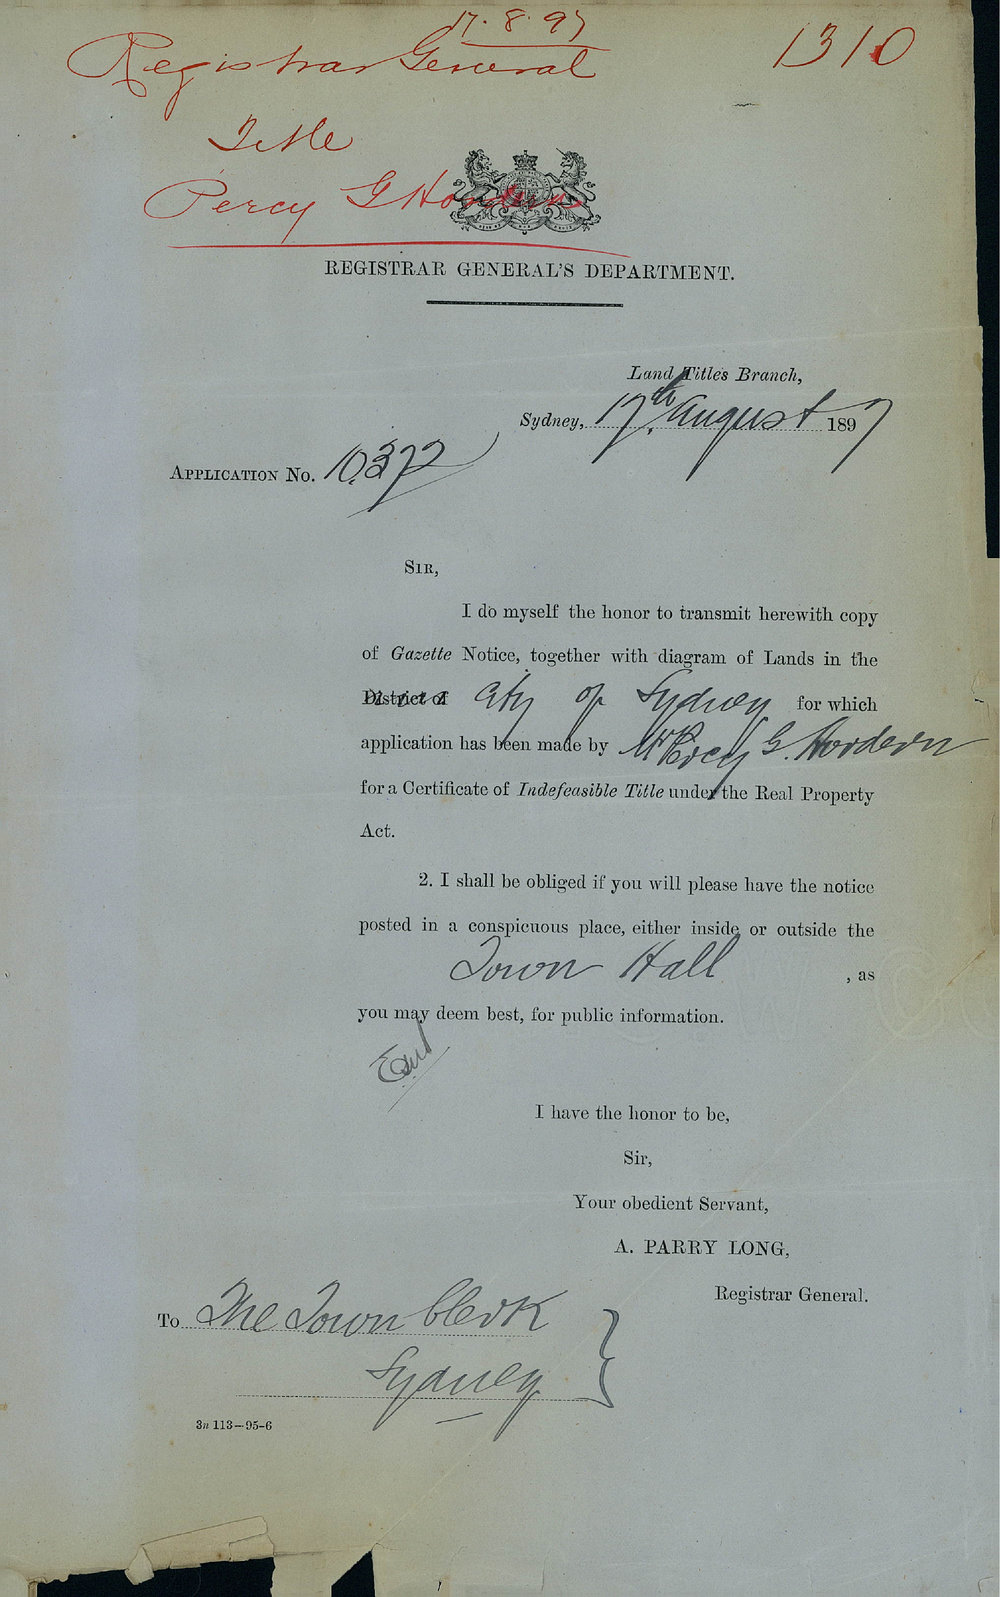 17. 8. 97
Registrar General
1310
Title
Percy G Hordern
REGISTRAR GENERAL'S DEPARTMENT.
Land Titles Branch,
Sydney, 17th August 1897
APPLICATION No. 10,372
SIR,
I do myself the honor to transmit herewith copy
of Gazette Notice, together with diagram of Lands in the
District of City of Sydney for which
application has been made by Mr Percy G. Hordern
for a Certificate of Indefeasible Title under the Real Property
Act.
2. I shall be obliged if you will please have the notice
posted in a conspicuous place, either inside or outside the
Town Hall , as
you may deem best, for public information.
I have the honor to be,
Sir,
Your obedient Servant,
A. PARRY LONG,
Registrar General.
To The Town Clerk
Sydney
3n 113—95-6